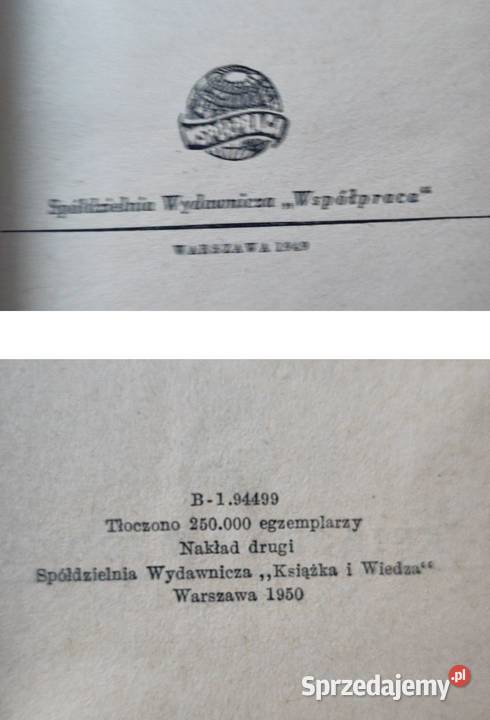 WSPÓŁPRACA
Spółdzielnia Wydawnicza „Współpraca"
WARSZAWA 1949
B-1.94499
Tłoczono 250.000 egzemplarzy
Nakład drugi
Spółdzielnia Wydawnicza ,,Książka i Wiedza"
Warszawa 1950
Sprzedajemy.pl